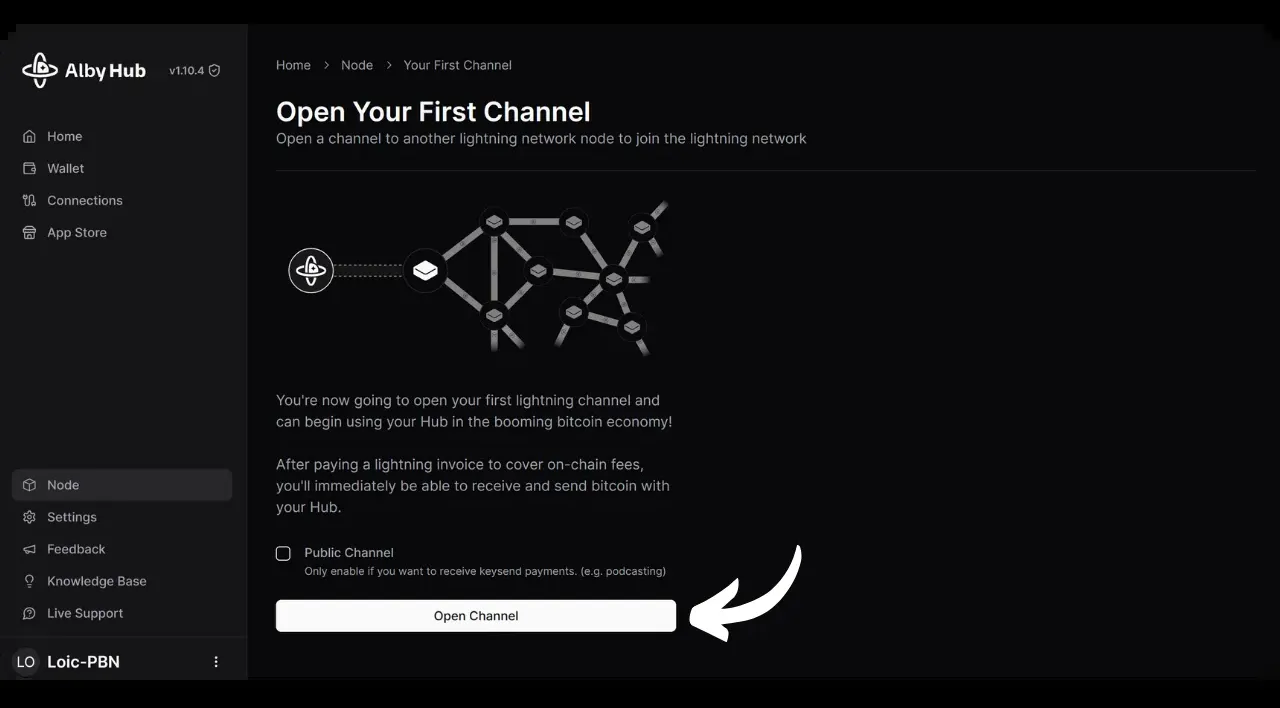 Alby Hub v1.10.4
Home
Wallet
Connections
App Store
Node
Settings
Feedback
Knowledge Base
Live Support
LO Loic-PBN
Home > Node > Your First Channel
Open Your First Channel
Open a channel to another lightning network node to join the lightning network
You're now going to open your first lightning channel and
can begin using your Hub in the booming bitcoin economy!
After paying a lightning invoice to cover on-chain fees,
you'll immediately be able to receive and send bitcoin with
your Hub.
Public Channel
Only enable if you want to receive keysend payments. (e.g. podcasting)
Open Channel